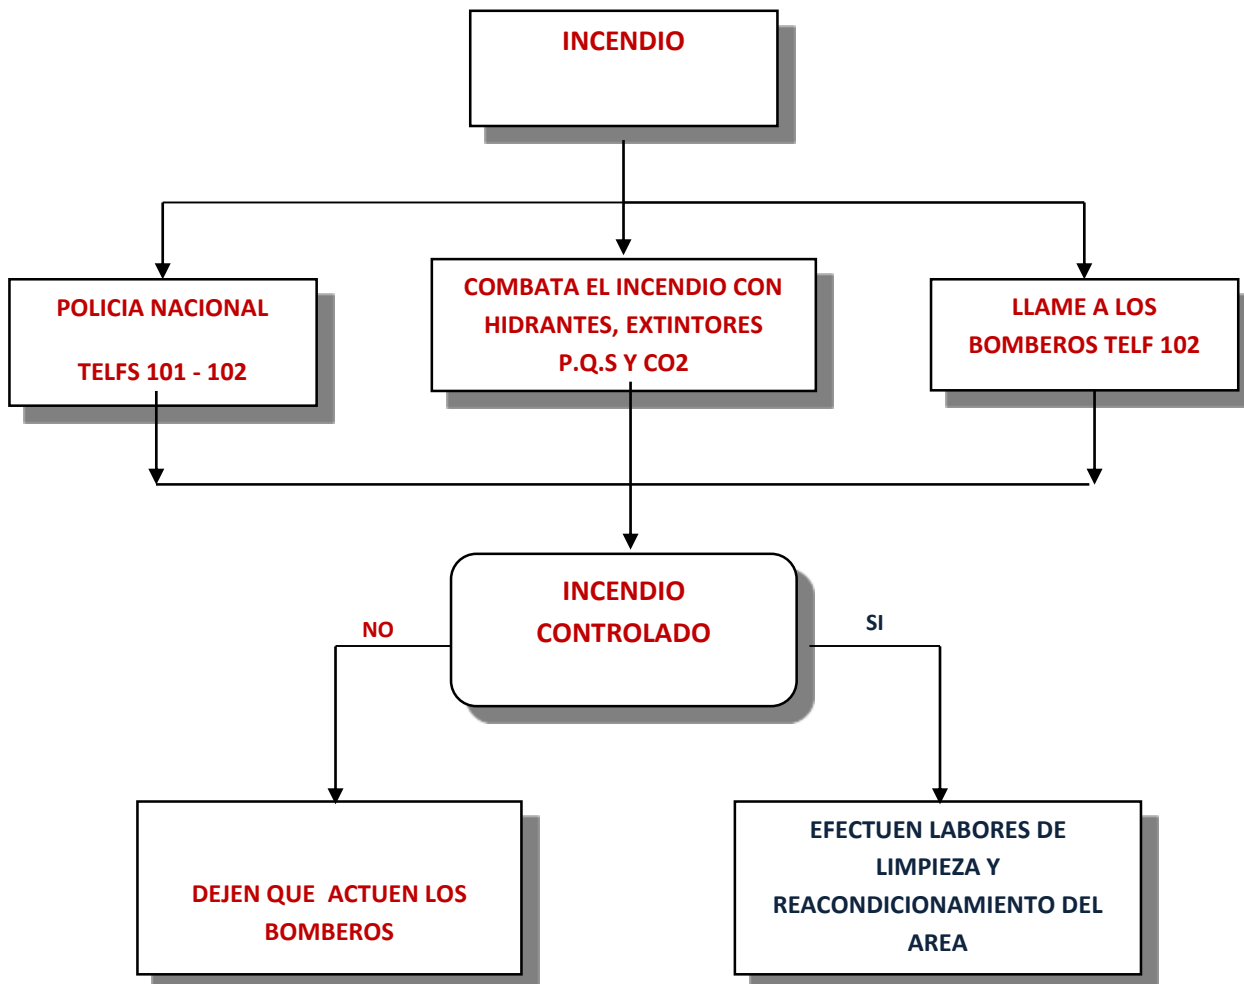 INCENDIO
POLICIA NACIONAL
TELFS 101 - 102
COMBATA EL INCENDIO CON
HIDRANTES, EXTINTORES
P.Q.S Y CO2
LLAME A LOS
BOMBEROS TELF 102
INCENDIO
CONTROLADO
NO
SI
DEJEN QUE  ACTUEN LOS
BOMBEROS
EFECTUEN LABORES DE
LIMPIEZA Y
REACONDICIONAMIENTO DEL
AREA